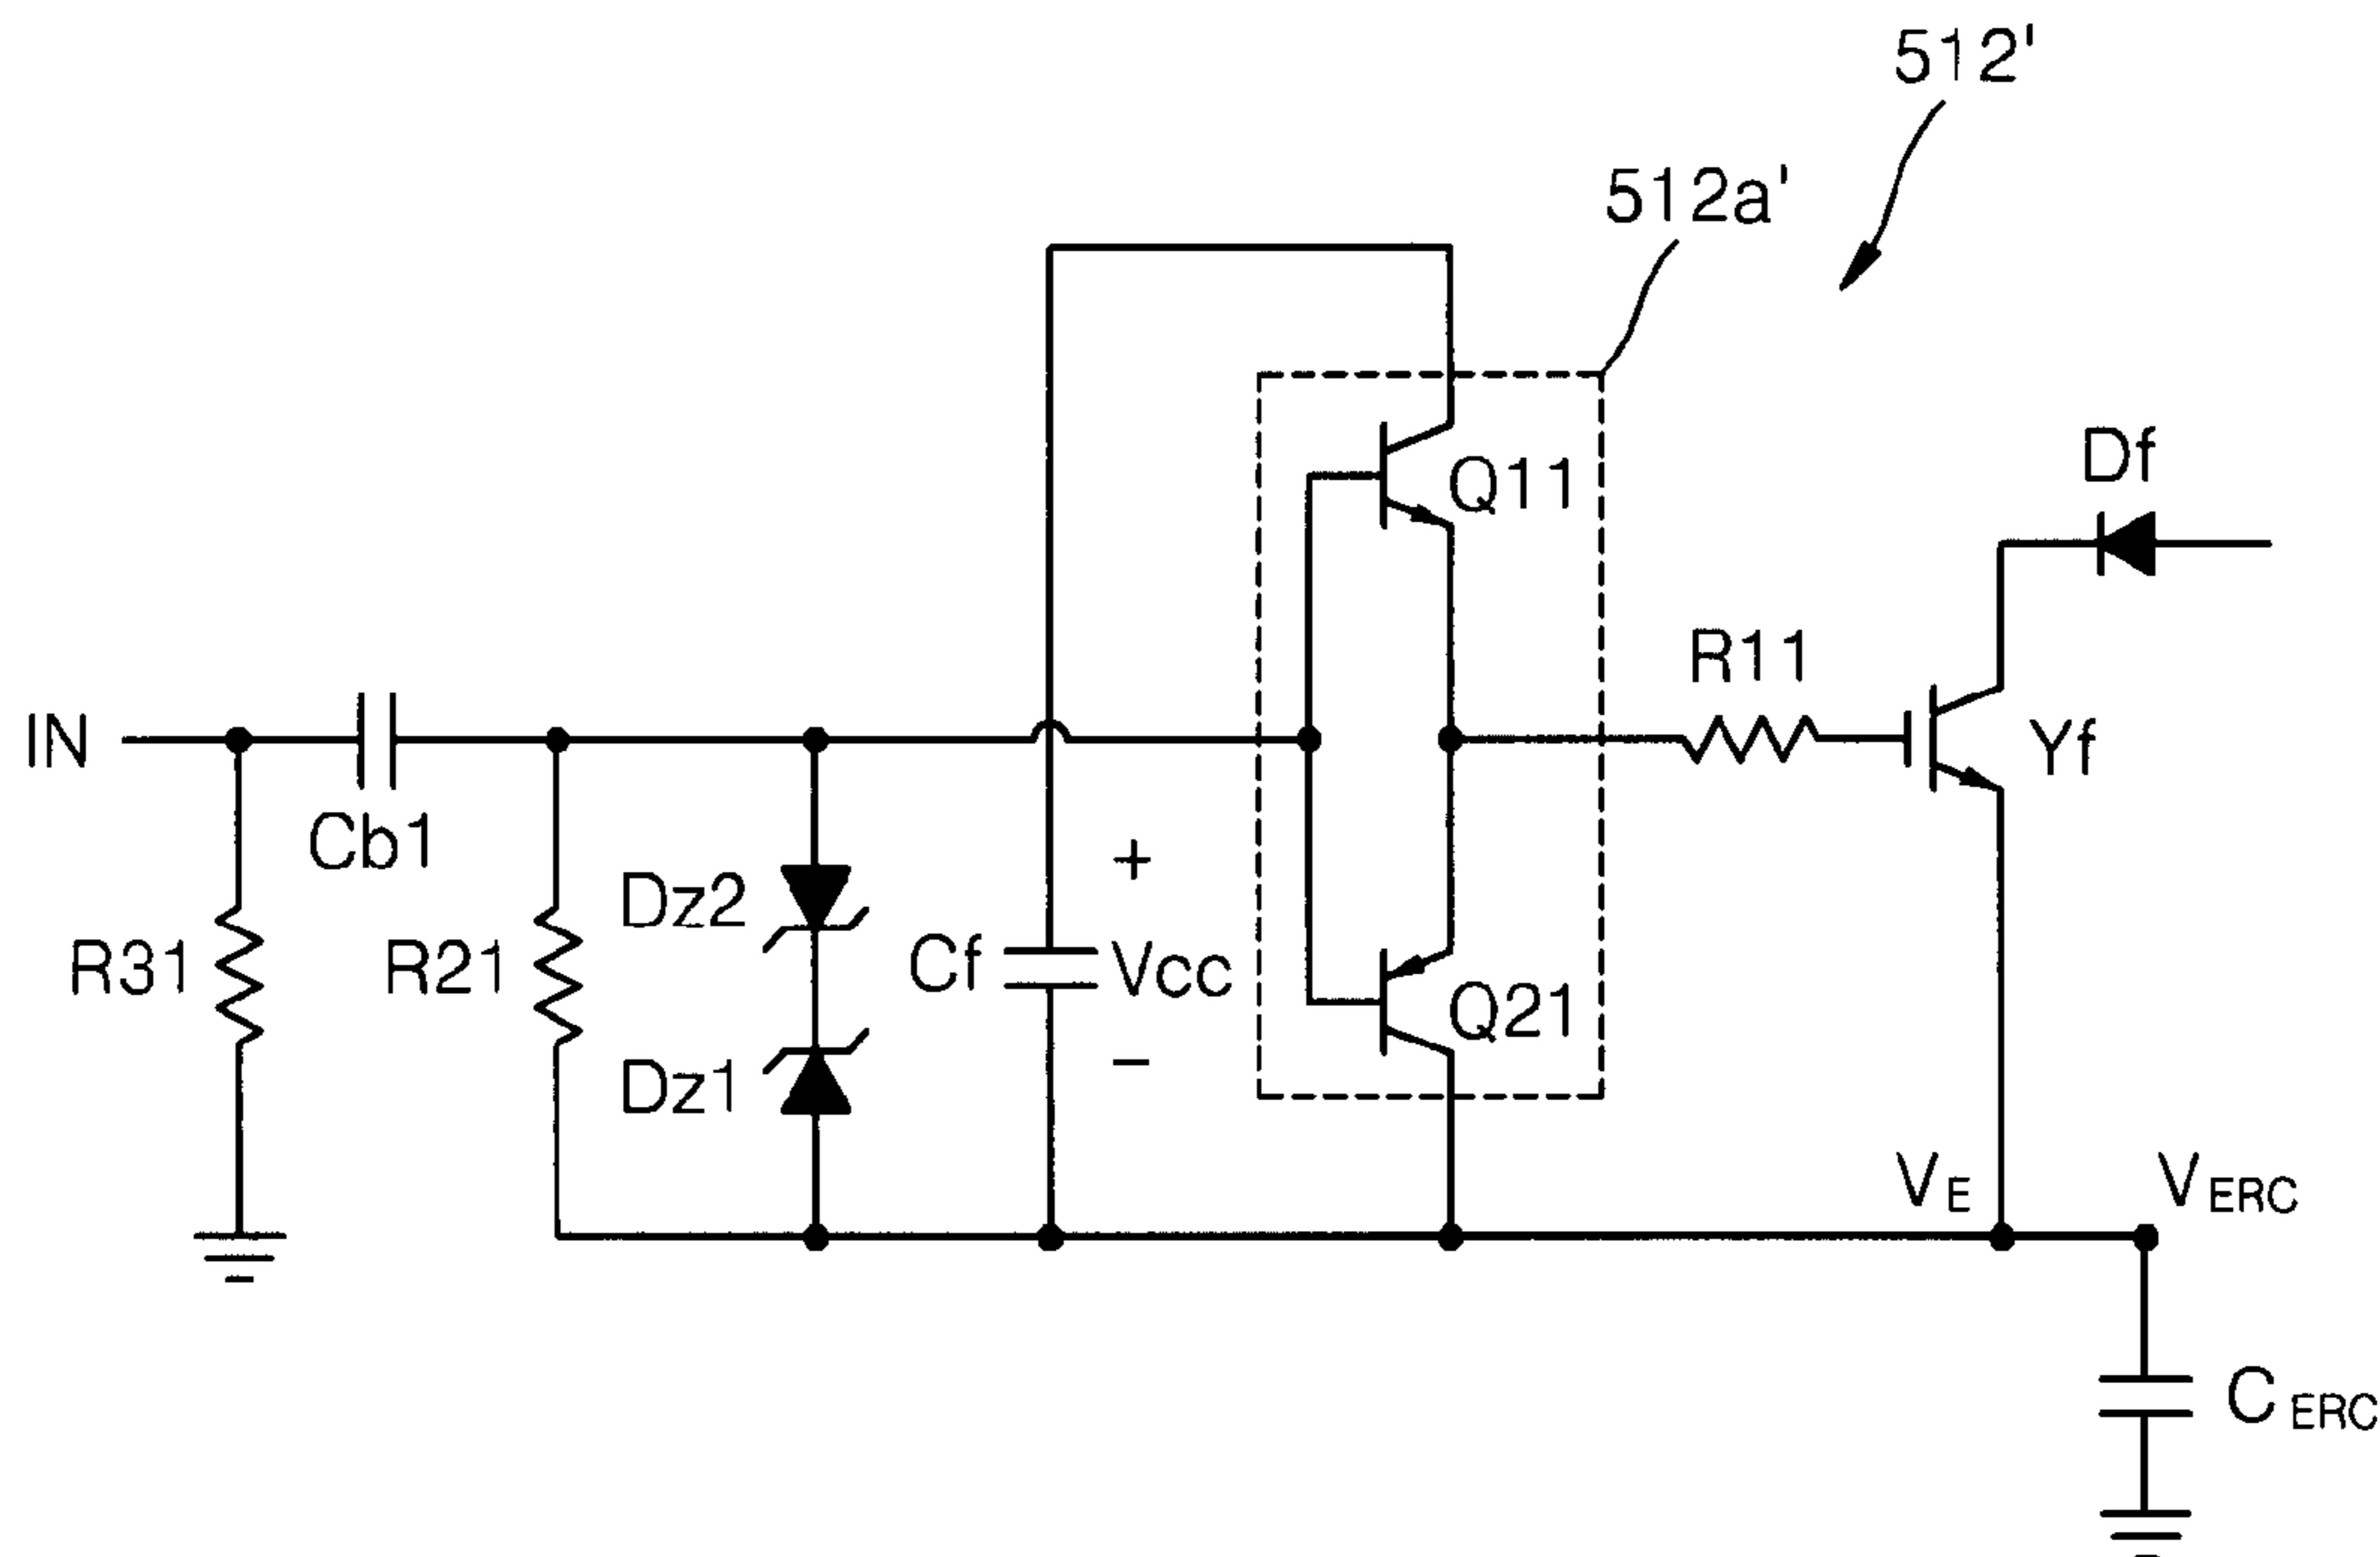 512'
512a'
Q11
Df
R11
IN
Yf
Cb1
+
Dz2
R31
R21
Cf
Vcc
Q21
Dz1
−
VE
VERC
CERC